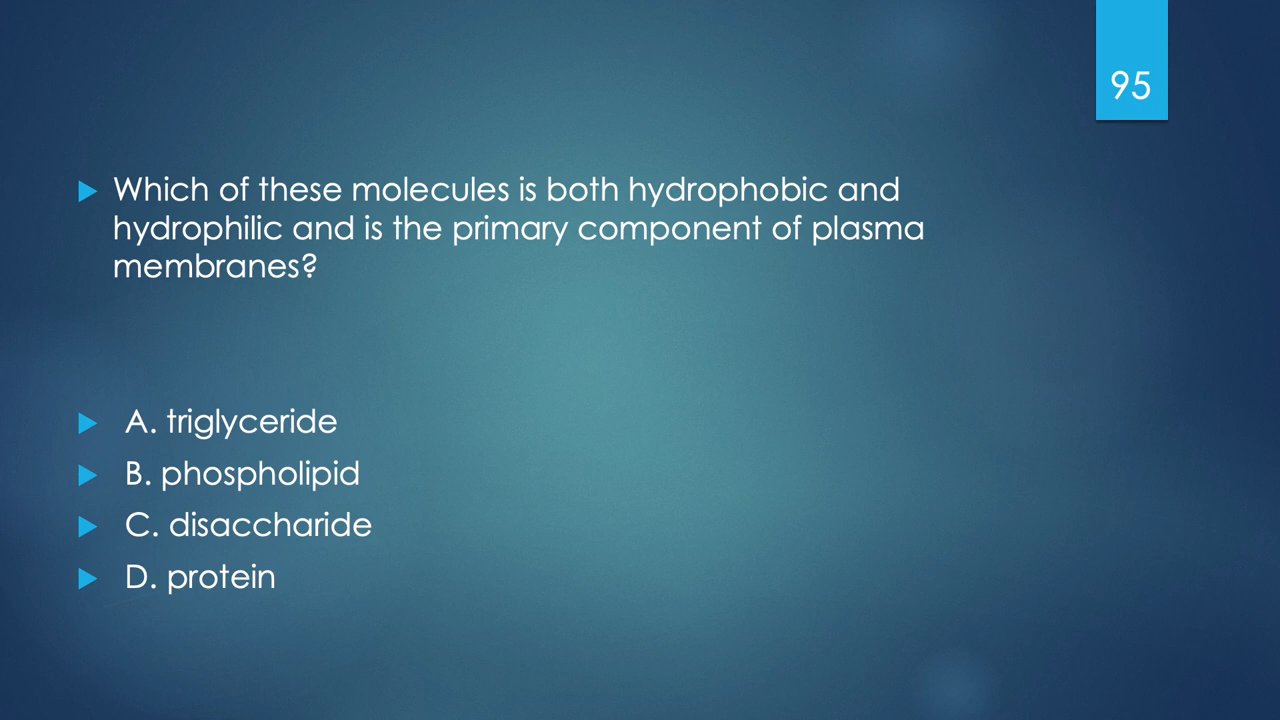 95
Which of these molecules is both hydrophobic and
hydrophilic and is the primary component of plasma
membranes?
A. triglyceride
B. phospholipid
C. disaccharide
D. protein